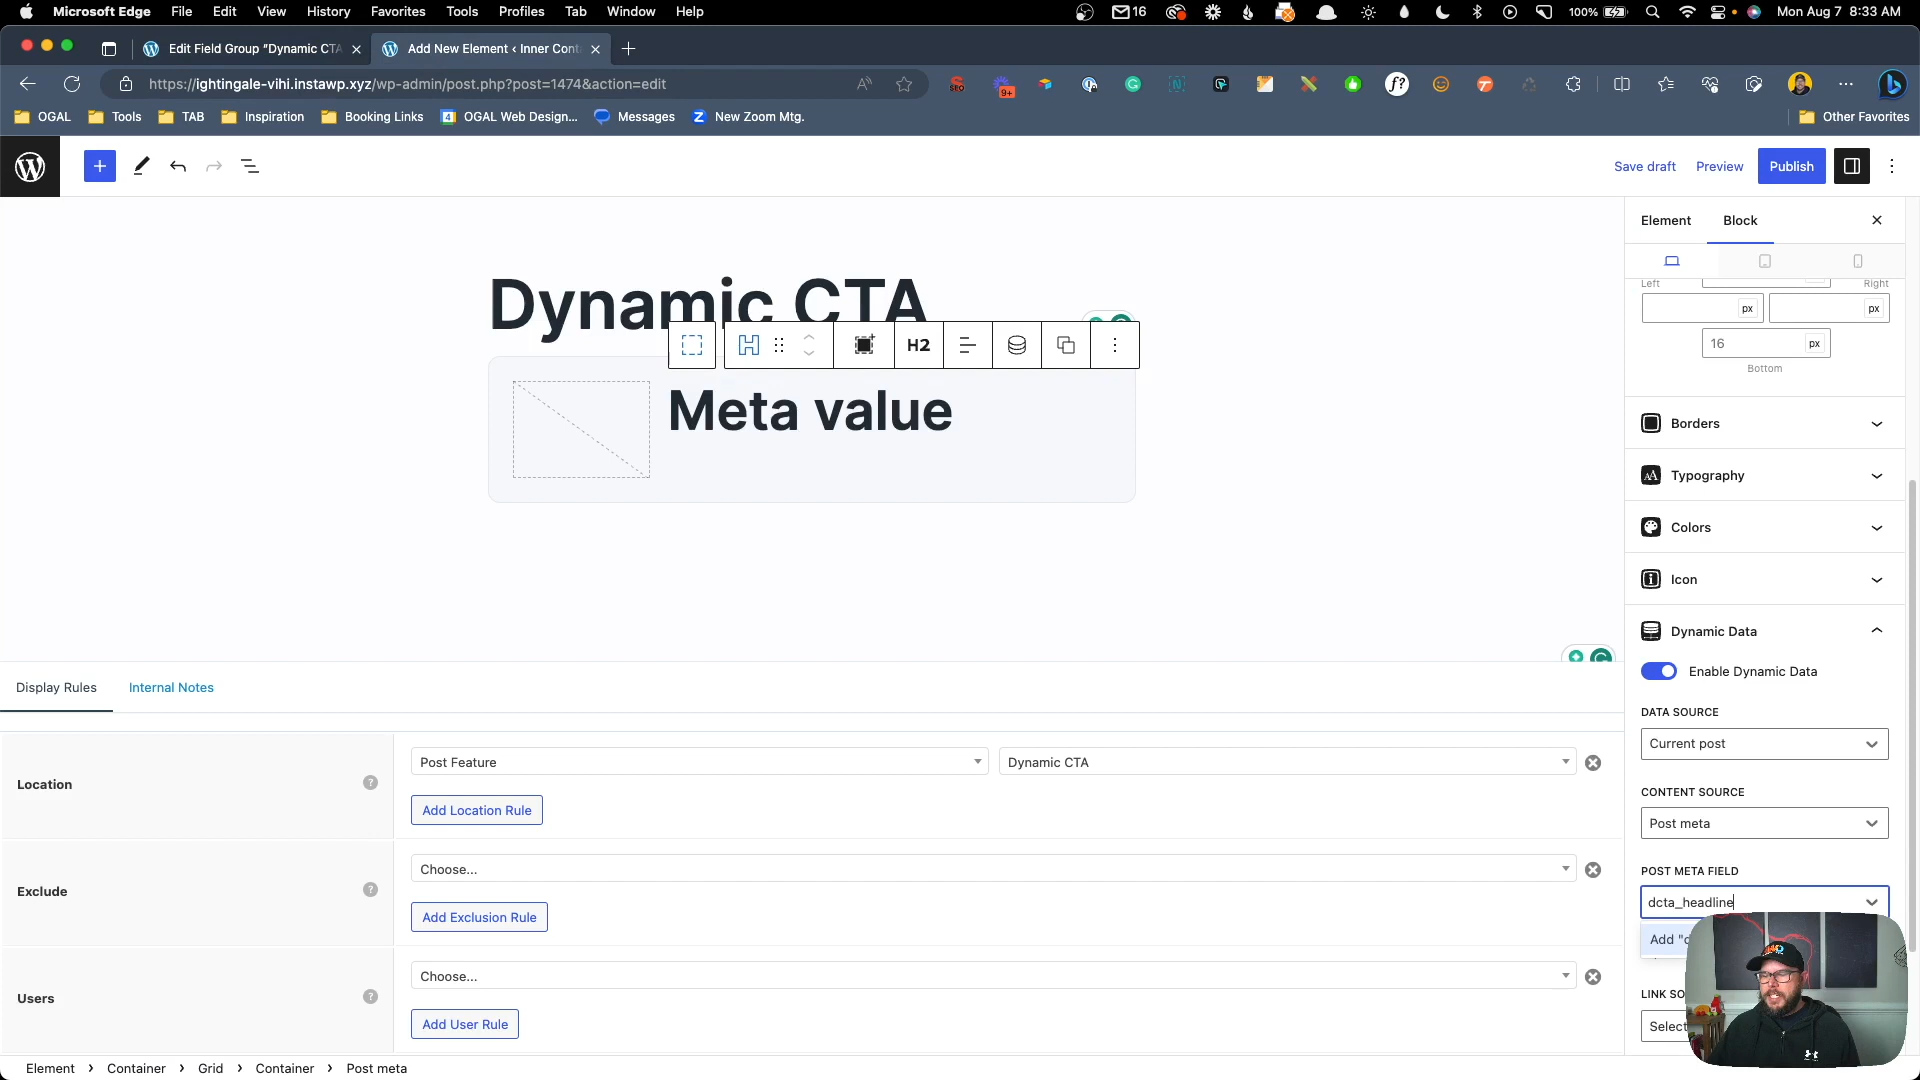 Microsoft Edge File Edit View History Favorites Tools Profiles Tab Window Help 16 100% Mon Aug 7 8:33 AM
Edit Field Group "Dynamic CTA Add New Element ‹ Inner Cont
https://ightingale-vihi.instawp.xyz/wp-admin/post.php?post=1474&action=edit
OGAL Tools TAB Inspiration Booking Links OGAL Web Design... Messages New Zoom Mtg. Other Favorites
Save draft Preview Publish
Element Block
Left Right
px px
16 px
Bottom
Dynamic CTA
H2
Meta value
Borders
Typography
Colors
Icon
Dynamic Data
Enable Dynamic Data
DATA SOURCE
Current post
CONTENT SOURCE
Post meta
POST META FIELD
dcta_headline
Add "d
LINK SO
Select
Display Rules Internal Notes
Location ? Post Feature Dynamic CTA
Add Location Rule
Exclude ? Choose...
Add Exclusion Rule
Users ? Choose...
Add User Rule
Element › Container › Grid › Container › Post meta